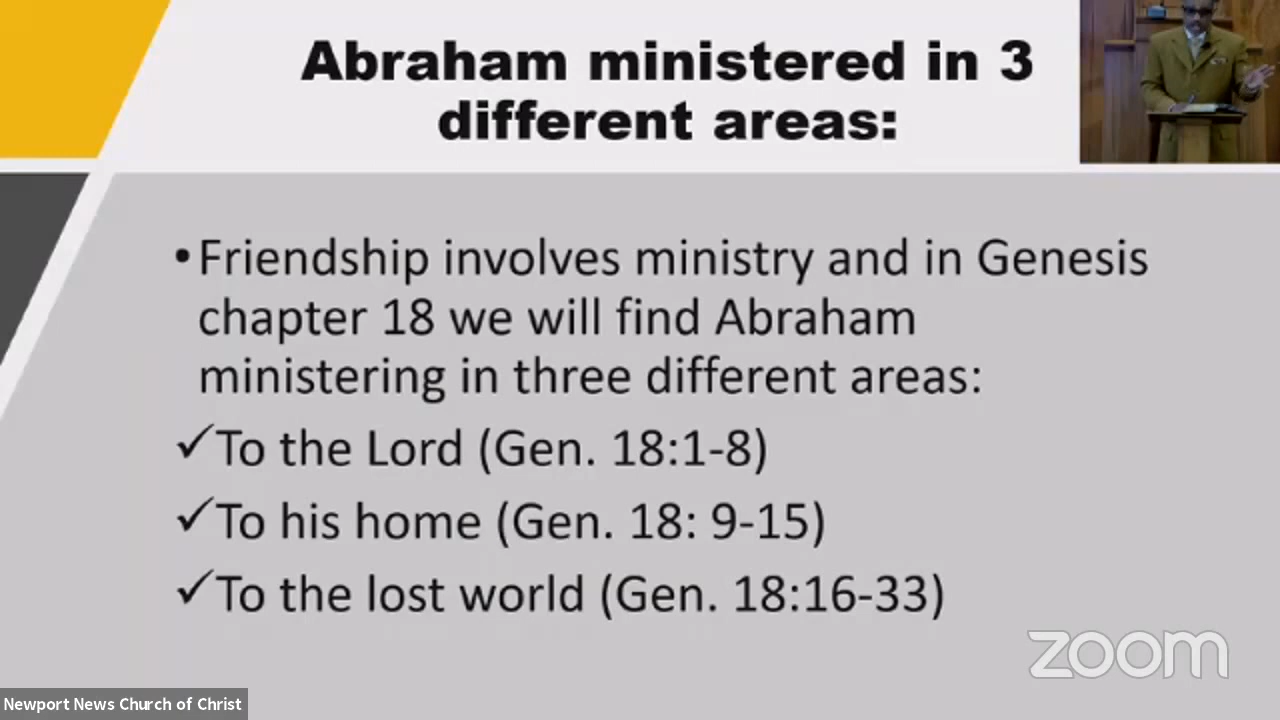 Abraham ministered in 3
different areas:
•Friendship involves ministry and in Genesis
chapter 18 we will find Abraham
ministering in three different areas:
✓To the Lord (Gen. 18:1-8)
✓To his home (Gen. 18: 9-15)
✓To the lost world (Gen. 18:16-33)
zoom
Newport News Church of Christ